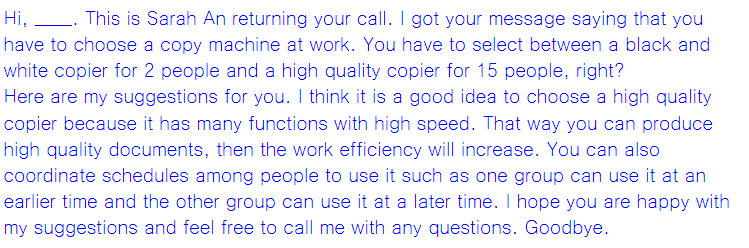 Hi, ____. This is Sarah An returning your call. I got your message saying that you
have to choose a copy machine at work. You have to select between a black and
white copier for 2 people and a high quality copier for 15 people, right?
Here are my suggestions for you. I think it is a good idea to choose a high quality
copier because it has many functions with high speed. That way you can produce
high quality documents, then the work efficiency will increase. You can also
coordinate schedules among people to use it such as one group can use it at an
earlier time and the other group can use it at a later time. I hope you are happy with
my suggestions and feel free to call me with any questions. Goodbye.